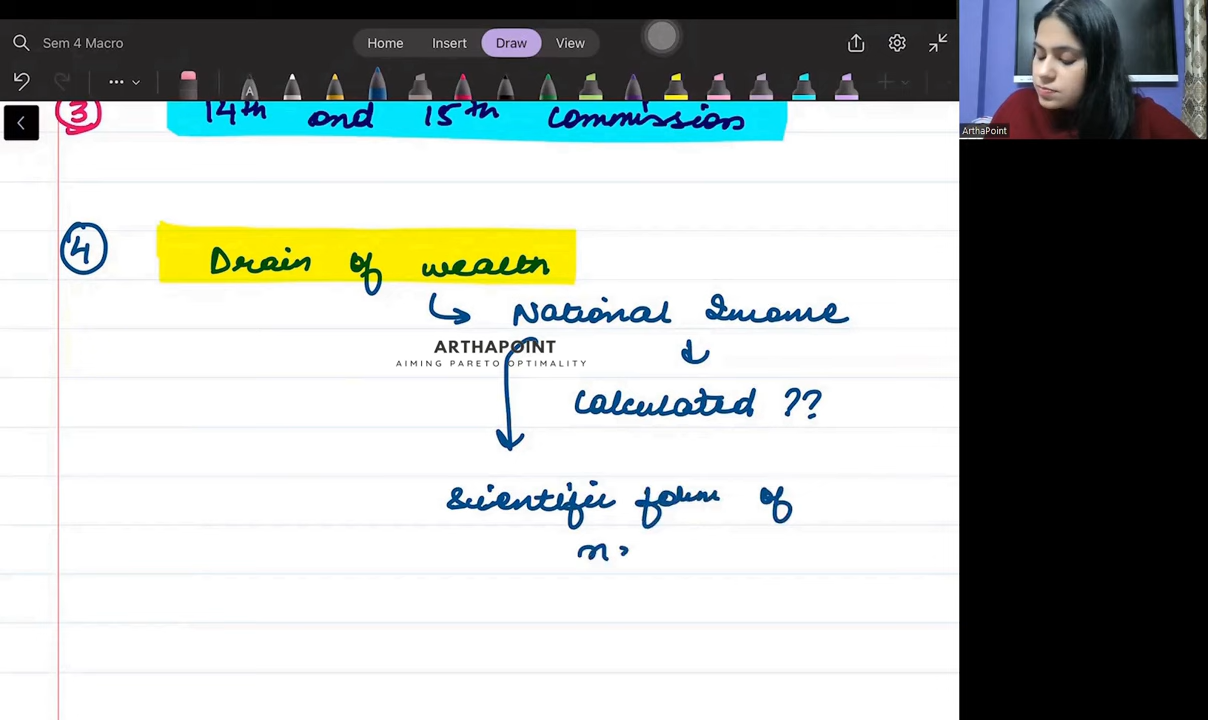 Sem 4 Macro
Home Insert Draw View
ArthaPoint
③ 14th and 15th commission
④ Drain of wealth
National Income
ARTHAPOINT
AIMING PARETO OPTIMALITY
Calculated ??
Scientific form of
n